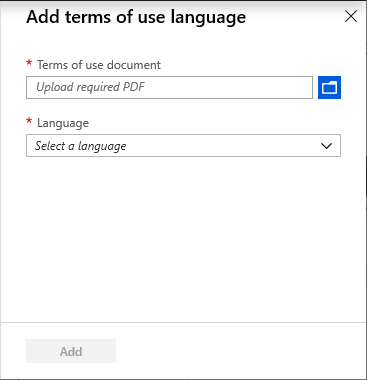 Add terms of use language
* Terms of use document
Upload required PDF
* Language
Select a language
Add